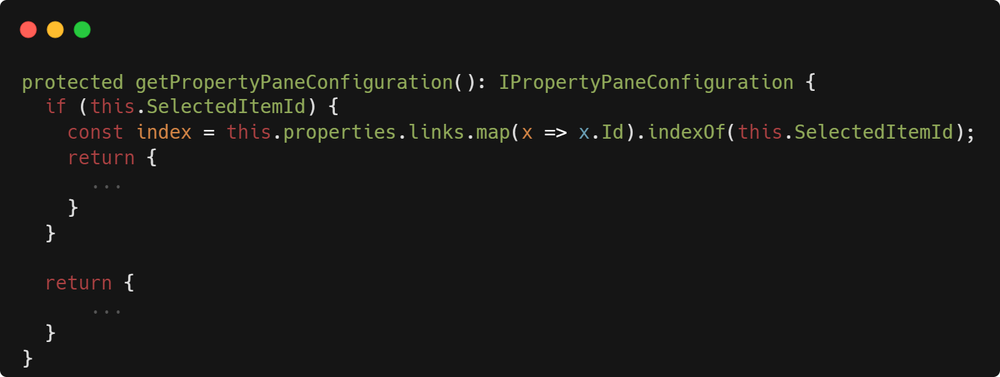 protected getPropertyPaneConfiguration(): IPropertyPaneConfiguration {
  if (this.SelectedItemId) {
    const index = this.properties.links.map(x => x.Id).indexOf(this.SelectedItemId);
    return {
      ...
    }
  }

  return {
      ...
  }
}